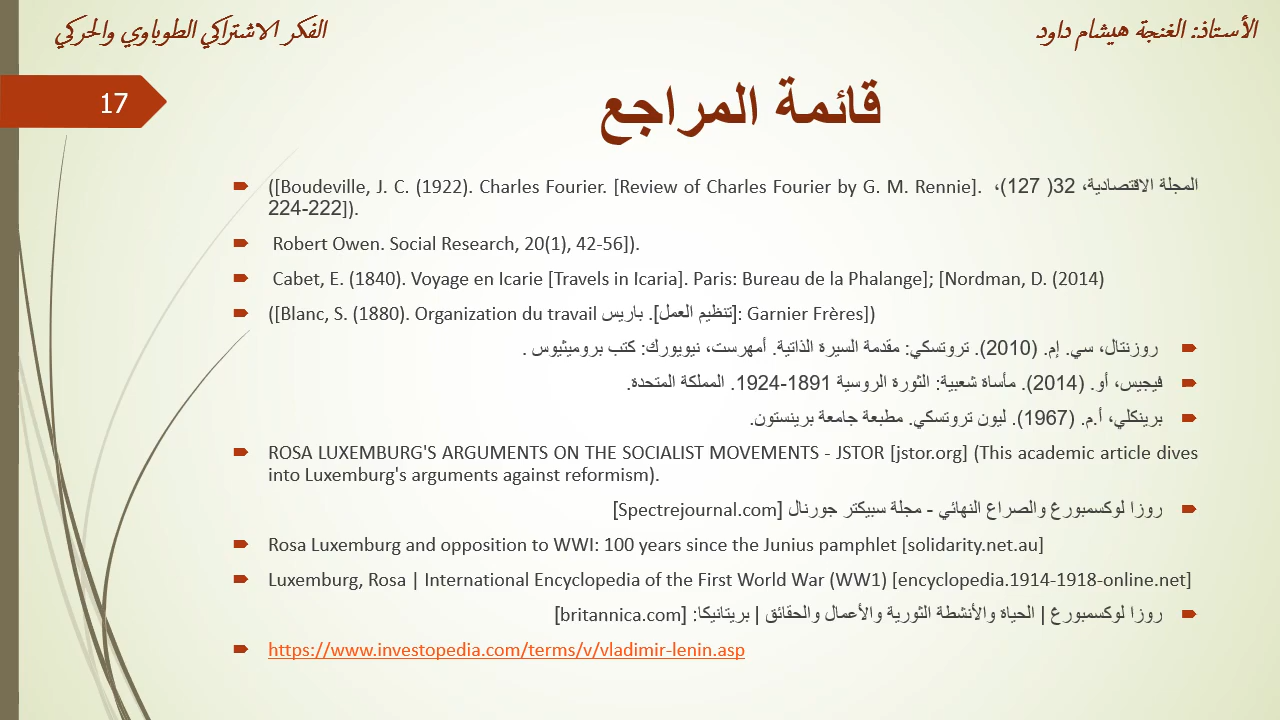 الأستاذ: الغنجة هيشام داود
الفكر الاشتراكي الطوباوي والحركي
17
قائمة المراجع
([Boudeville, J. C. (1922). Charles Fourier. [Review of Charles Fourier by G. M. Rennie]. المجلة الاقتصادية، 32( 127)،
224-222]).
Robert Owen. Social Research, 20(1), 42-56]).
Cabet, E. (1840). Voyage en Icarie [Travels in Icaria]. Paris: Bureau de la Phalange]; [Nordman, D. (2014)
([Blanc, S. (1880). Organization du travail [تنظيم العمل]. باريس: Garnier Frères])
روزنتال، سي. إم. (2010). تروتسكي: مقدمة السيرة الذاتية. أمهرست، نيويورك: كتب بروميثيوس .
فيجيس، أو. (2014). مأساة شعبية: الثورة الروسية 1891-1924. المملكة المتحدة.
برينكلي، أ.م. (1967). ليون تروتسكي. مطبعة جامعة برينستون.
ROSA LUXEMBURG'S ARGUMENTS ON THE SOCIALIST MOVEMENTS - JSTOR [jstor.org] (This academic article dives
into Luxemburg's arguments against reformism).
روزا لوكسمبورغ والصراع النهائي - مجلة سبيكتر جورنال [Spectrejournal.com]
Rosa Luxemburg and opposition to WWI: 100 years since the Junius pamphlet [solidarity.net.au]
Luxemburg, Rosa | International Encyclopedia of the First World War (WW1) [encyclopedia.1914-1918-online.net]
روزا لوكسمبورغ | الحياة والأنشطة الثورية والأعمال والحقائق | بريتانيكا: [britannica.com]
https://www.investopedia.com/terms/v/vladimir-lenin.asp